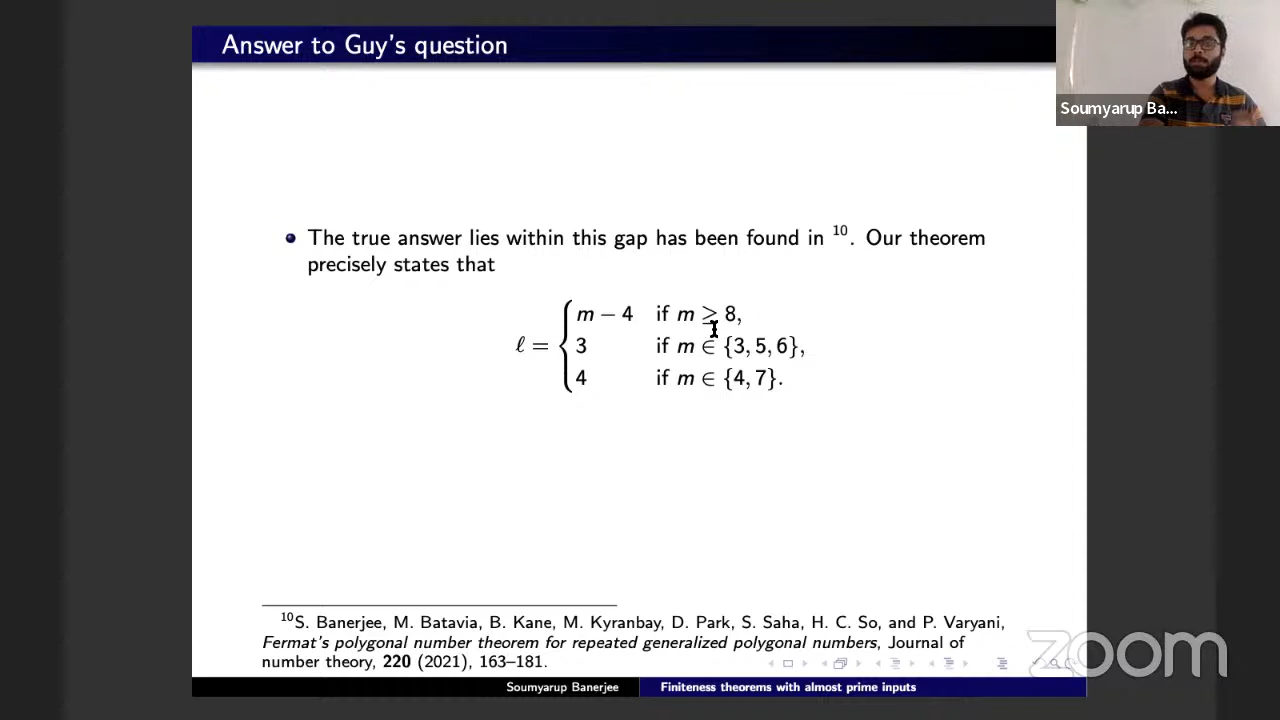 Answer to Guy's question
Soumyarup Ba...
The true answer lies within this gap has been found in ¹⁰. Our theorem
precisely states that
ℓ = { m − 4 if m ≥ 8,
3 if m ∈ {3, 5, 6},
4 if m ∈ {4, 7}.
¹⁰S. Banerjee, M. Batavia, B. Kane, M. Kyranbay, D. Park, S. Saha, H. C. So, and P. Varyani,
Fermat's polygonal number theorem for repeated generalized polygonal numbers, Journal of
number theory, 220 (2021), 163–181.
zoom
Soumyarup Banerjee Finiteness theorems with almost prime inputs